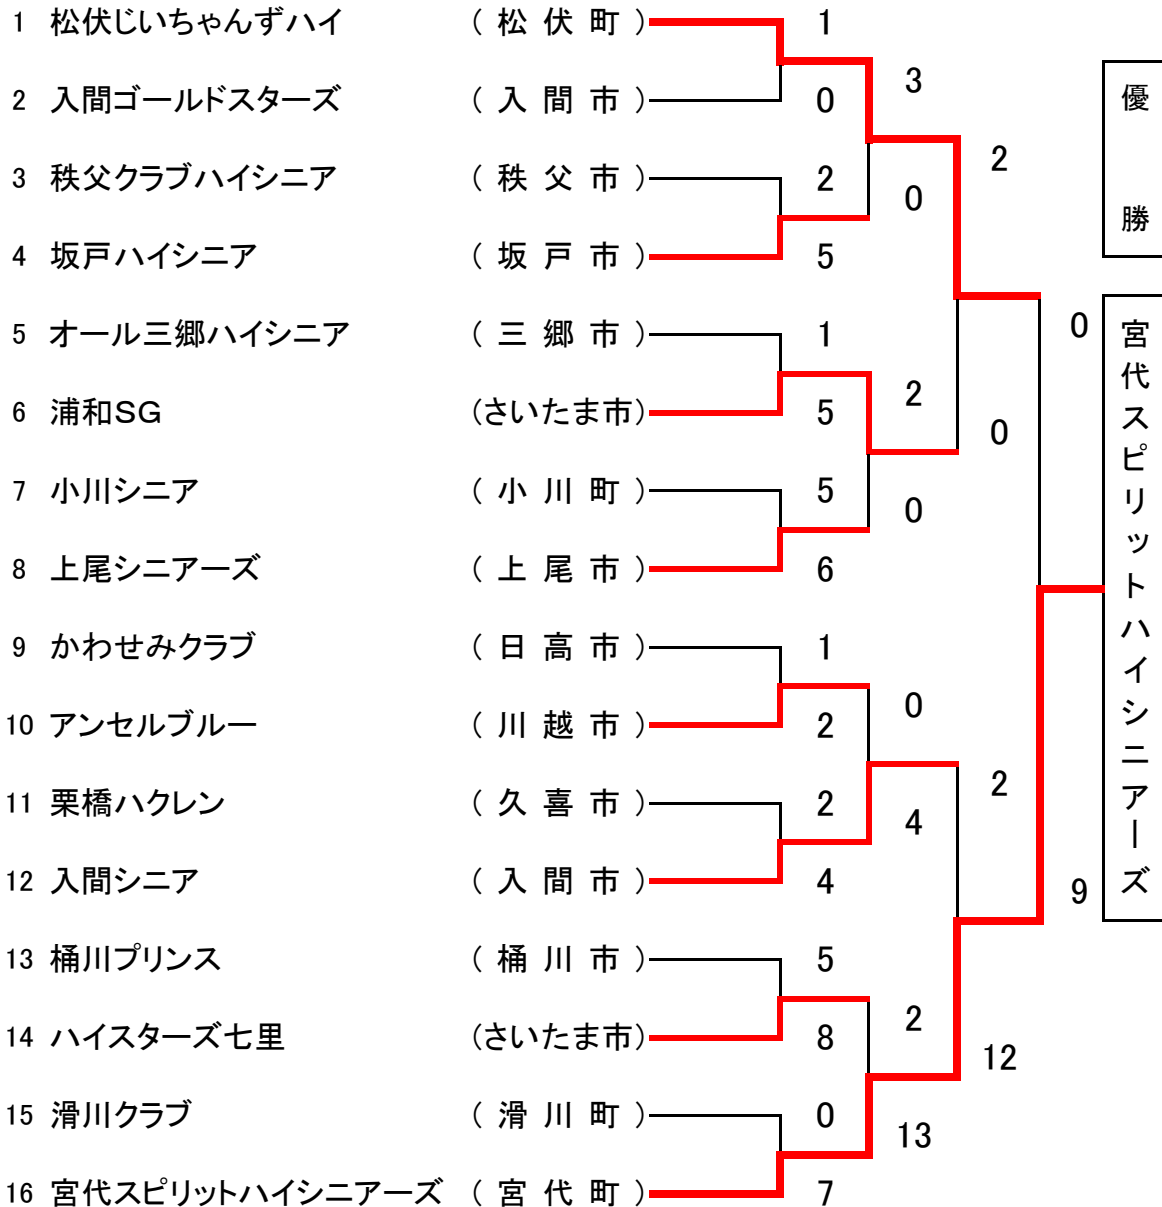 1 松伏じいちゃんずハイ ( 松 伏 町 ) 1
3
2 入間ゴールドスターズ ( 入 間 市 ) 0
優
2
3 秩父クラブハイシニア ( 秩 父 市 ) 2
0
勝
4 坂戸ハイシニア ( 坂 戸 市 ) 5
5 オール三郷ハイシニア ( 三 郷 市 ) 1
0
2
6 浦和SG (さいたま市) 5
0
7 小川シニア ( 小 川 町 ) 5
0
8 上尾シニアーズ ( 上 尾 市 ) 6
宮代スピリットハイシニアーズ
9 かわせみクラブ ( 日 高 市 ) 1
0
10 アンセルブルー ( 川 越 市 ) 2
2
11 栗橋ハクレン ( 久 喜 市 ) 2
4
12 入間シニア ( 入 間 市 ) 4
9
13 桶川プリンス ( 桶 川 市 ) 5
2
14 ハイスターズ七里 (さいたま市) 8
12
15 滑川クラブ ( 滑 川 町 ) 0
13
16 宮代スピリットハイシニアーズ ( 宮 代 町 ) 7